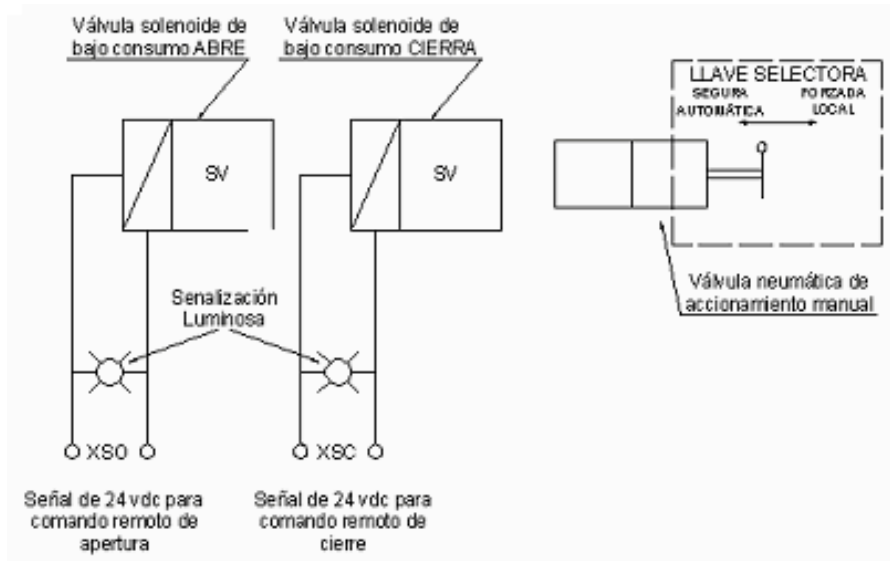 Válvula solenoide de
bajo consumo ABRE
Válvula solenoide de
bajo consumo CIERRA
SV
SV
LLAVE SELECTORA
SEGURA
AUTOMÁTICA
FORZADA
LOCAL
Válvula neumática de
accionamiento manual
Senalización
Luminosa
XSO
XSC
Señal de 24 vdc para
comando remoto de
apertura
Señal de 24 vdc para
comando remoto de
cierre